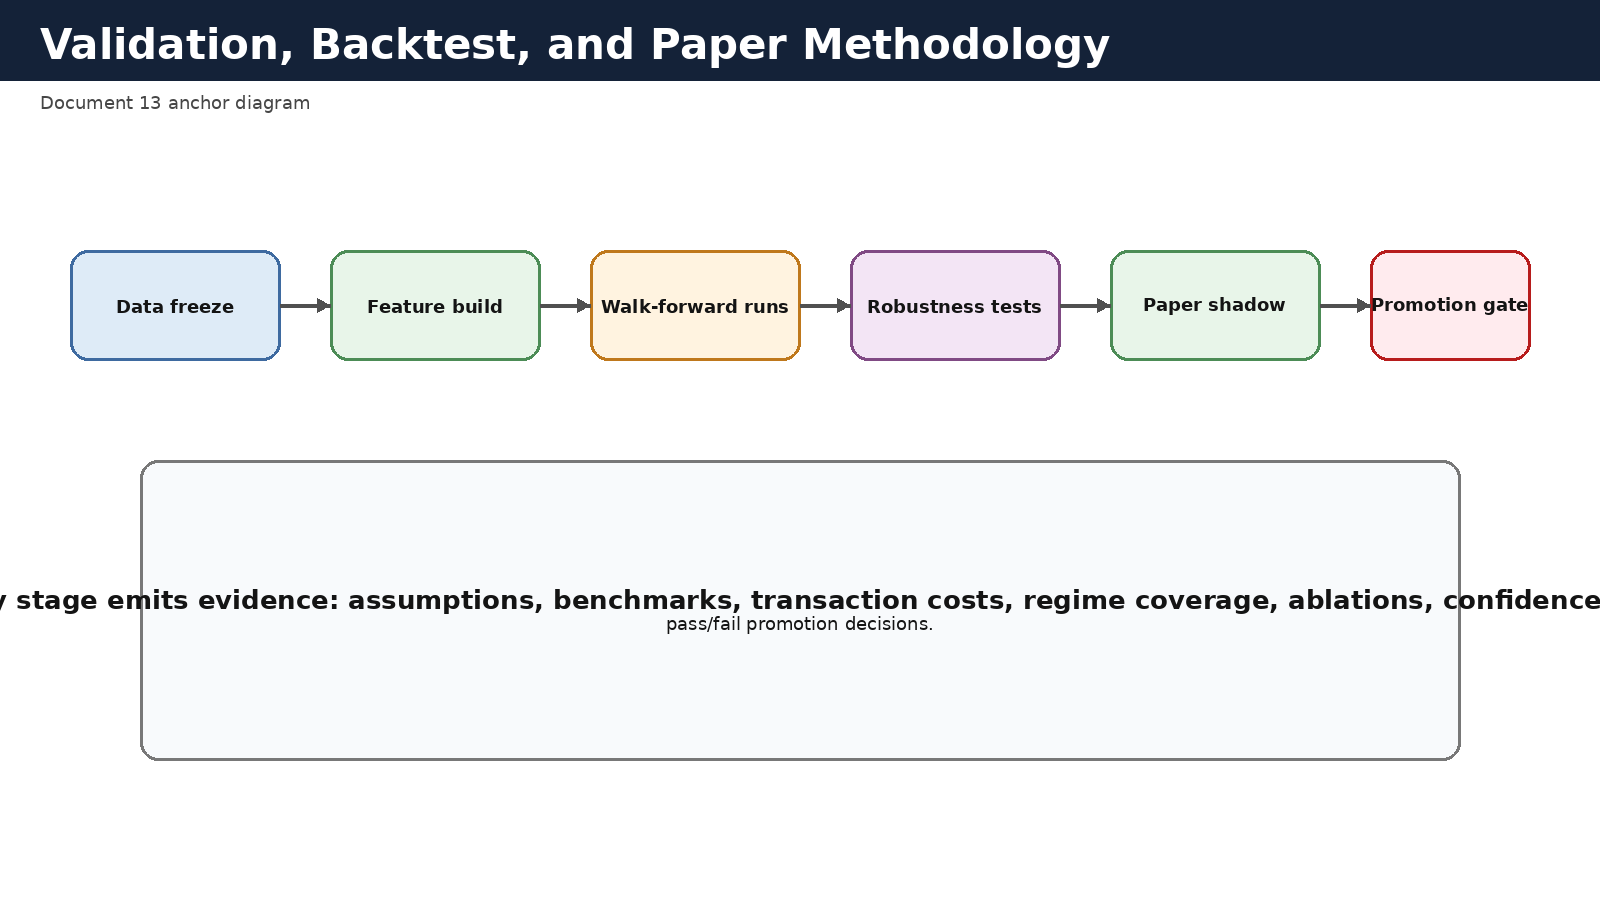 Validation, Backtest, and Paper Methodology
Document 13 anchor diagram
Data freeze
Feature build
Walk-forward runs
Robustness tests
Paper shadow
Promotion gate
stage emits evidence: assumptions, benchmarks, transaction costs, regime coverage, ablations, confidence
pass/fail promotion decisions.